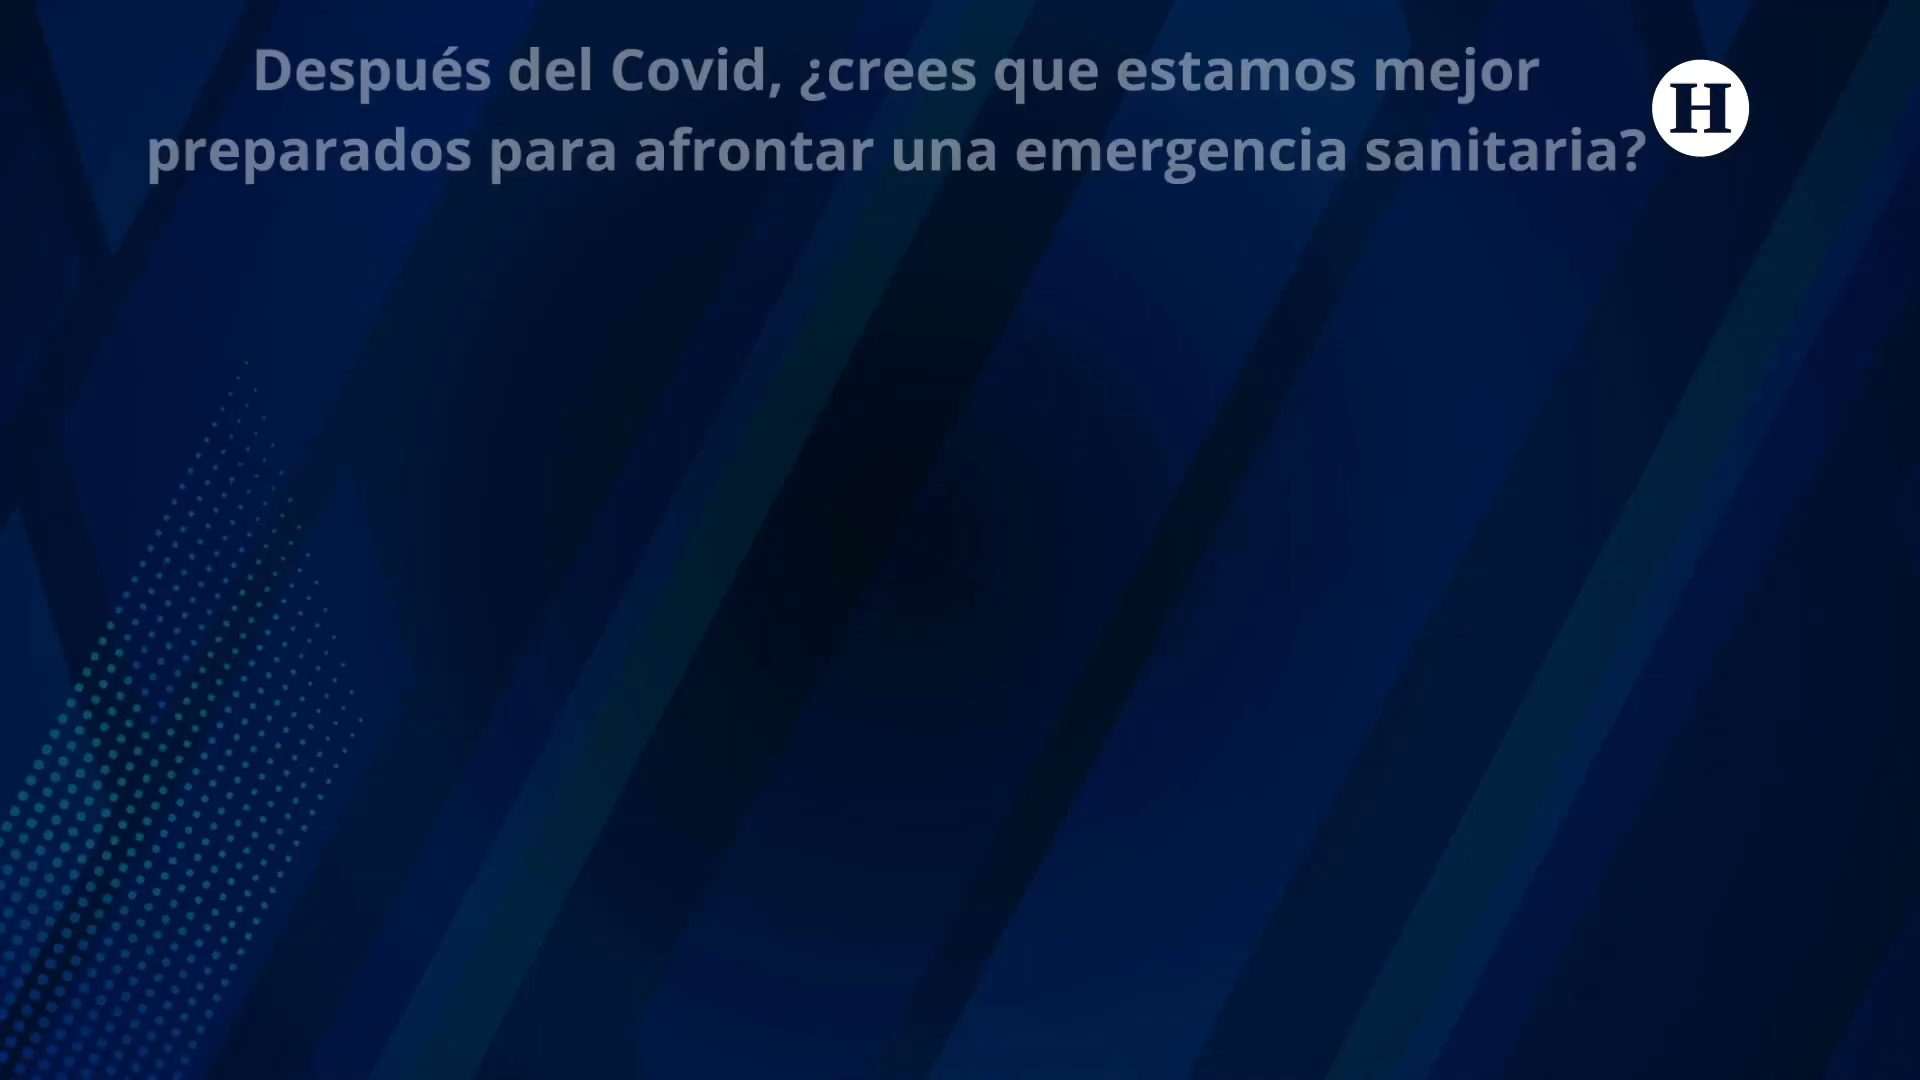 Después del Covid, ¿crees que estamos mejor
preparados para afrontar una emergencia sanitaria?
H